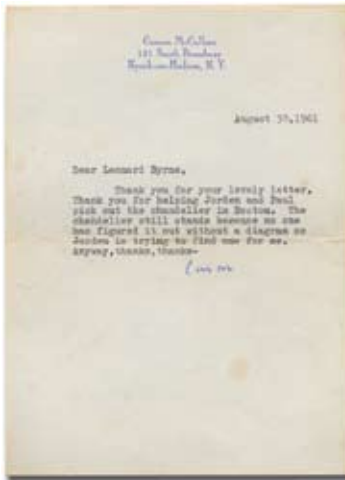 Carson McCullers
131 South Broadway
Nyack-on-Hudson, N. Y.
August 30,1961
Dear Leonard Byrne,
Thank you for your lovely letter.
Thank you for helping Jordan and Paul
pick out the chandelier in Boston. The
chandelier still stands because no one
has figured it out without a diagram so
Jordan is trying to find one for me.
Anyway,thanks,thanks-
Carson